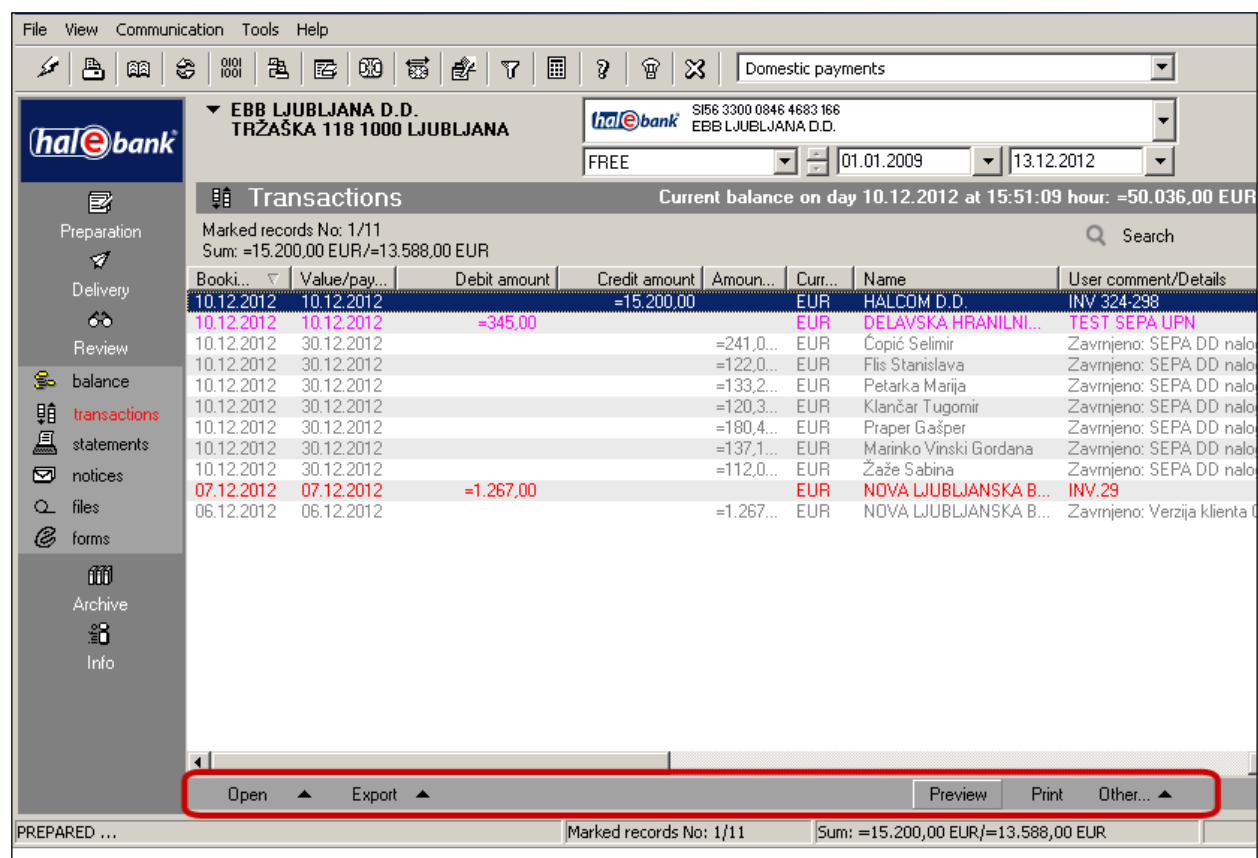 File View Communication Tools Help
Domestic payments
halebank
EBB LJUBLJANA D.D.
TRŽAŠKA 118 1000 LJUBLJANA
halebank SI56 3300 0846 4683 166
EBB LJUBLJANA D.D.
FREE 01.01.2009 13.12.2012
Transactions Current balance on day 10.12.2012 at 15:51:09 hour: =50.036,00 EUR
Marked records No: 1/11
Sum: =15.200,00 EUR/=13.588,00 EUR
Search
Preparation
Delivery
Review
balance
transactions
statements
notices
files
forms
Archive
Info
Booki... Value/pay... Debit amount Credit amount Amoun... Curr... Name User comment/Details
10.12.2012 10.12.2012 =15.200,00 EUR HALCOM D.D. INV 324-298
10.12.2012 10.12.2012 =345,00 EUR DELAVSKA HRANILNI... TEST SEPA UPN
10.12.2012 30.12.2012 =241,0... EUR Ćopić Selimir Zavrnjeno: SEPA DD nalo
10.12.2012 30.12.2012 =122,0... EUR Flis Stanislava Zavrnjeno: SEPA DD nalo
10.12.2012 30.12.2012 =133,2... EUR Petarka Marija Zavrnjeno: SEPA DD nalo
10.12.2012 30.12.2012 =120,3... EUR Klančar Tugomir Zavrnjeno: SEPA DD nalo
10.12.2012 30.12.2012 =180,4... EUR Praper Gašper Zavrnjeno: SEPA DD nalo
10.12.2012 30.12.2012 =137,1... EUR Marinko Vinski Gordana Zavrnjeno: SEPA DD nalo
10.12.2012 30.12.2012 =112,0... EUR Žaže Sabina Zavrnjeno: SEPA DD nalo
07.12.2012 07.12.2012 =1.267,00 EUR NOVA LJUBLJANSKA B... INV.29
06.12.2012 06.12.2012 =1.267... EUR NOVA LJUBLJANSKA B... Zavrnjeno: Verzija klienta
Open Export Preview Print Other...
PREPARED ... Marked records No: 1/11 Sum: =15.200,00 EUR/=13.588,00 EUR